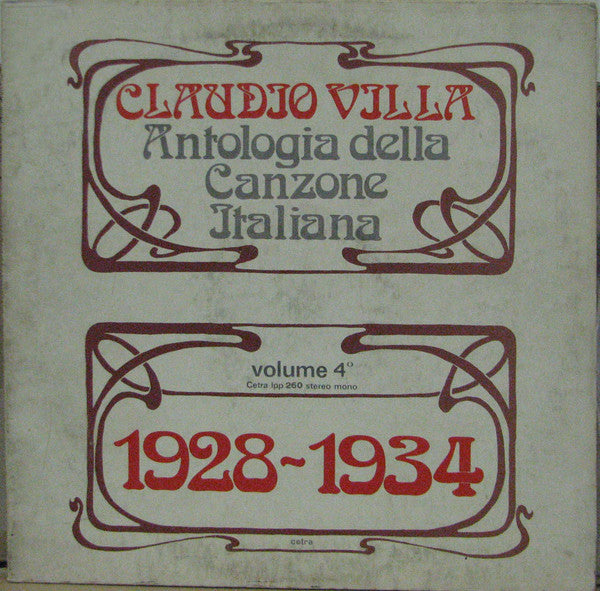 CLAUDIO VILLA
Antologia della
Canzone
Italiana
volume 4°
Cetra lpp 260 stereo mono
1928-1934
cetra